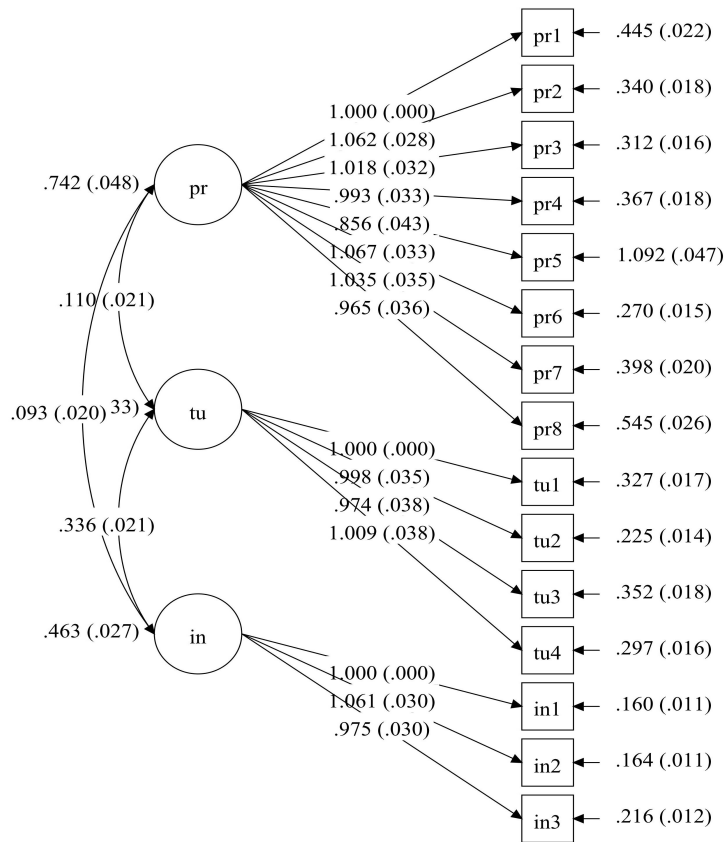 pr1
.445 (.022)
pr2
.340 (.018)
1.000 (.000)
1.062 (.028)
pr3
.312 (.016)
1.018 (.032)
.742 (.048)
pr
.993 (.033)
pr4
.367 (.018)
.856 (.043)
1.067 (.033)
pr5
1.092 (.047)
1.035 (.035)
.965 (.036)
pr6
.270 (.015)
.110 (.021)
pr7
.398 (.020)
.093 (.020)
33)
tu
pr8
.545 (.026)
1.000 (.000)
.998 (.035)
tu1
.327 (.017)
.974 (.038)
1.009 (.038)
tu2
.225 (.014)
.336 (.021)
tu3
.352 (.018)
.463 (.027)
in
tu4
.297 (.016)
1.000 (.000)
1.061 (.030)
in1
.160 (.011)
.975 (.030)
in2
.164 (.011)
in3
.216 (.012)